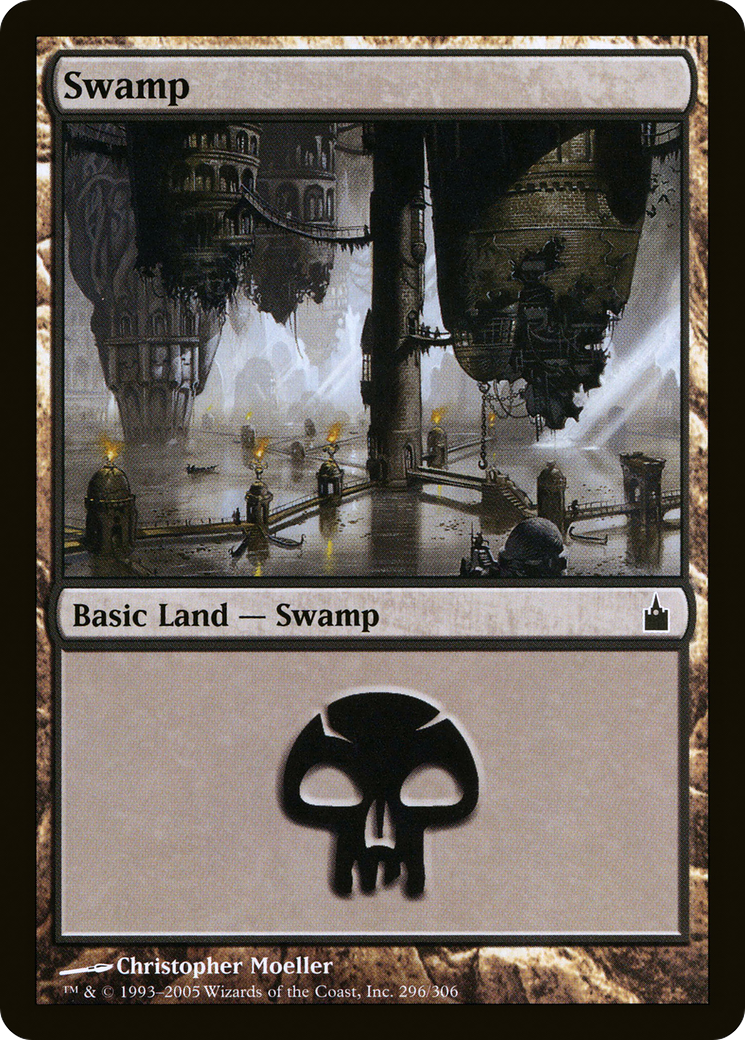 Swamp
Basic Land — Swamp
Christopher Moeller
™ & © 1993–2005 Wizards of the Coast, Inc. 296/306